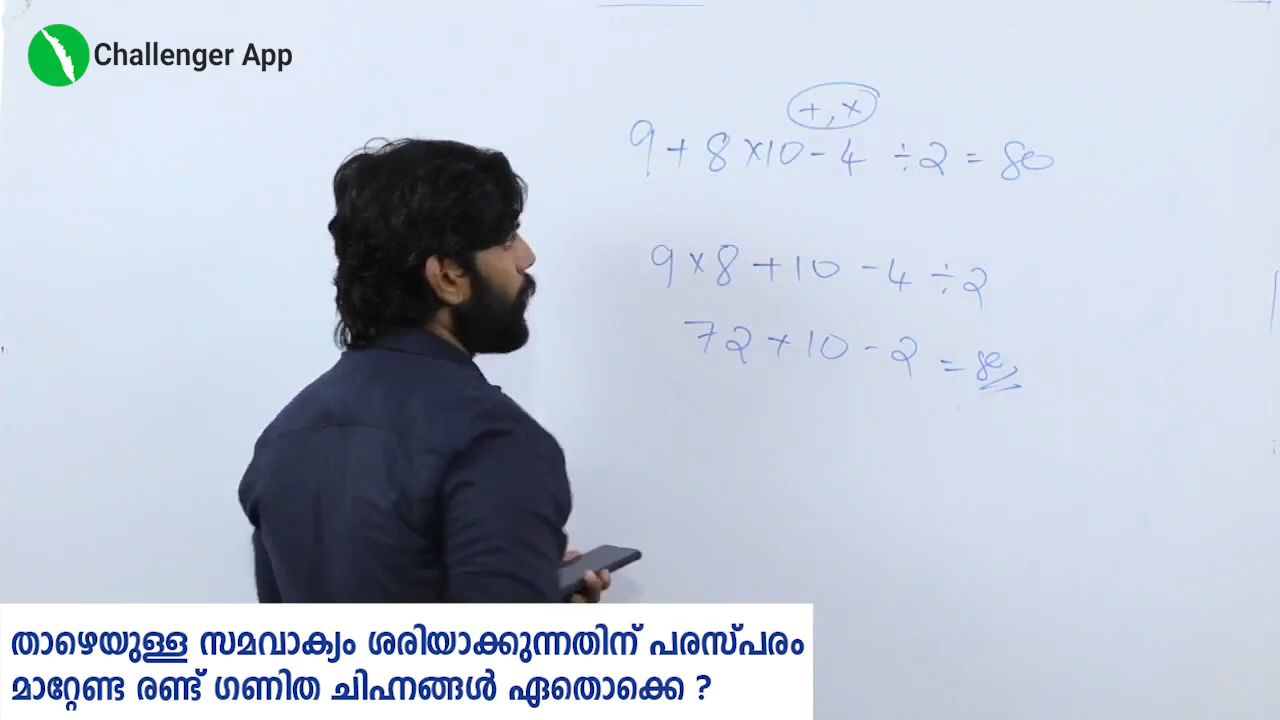 Challenger App
+, ×
9 + 8 × 10 - 4 ÷ 2 = 80
9 × 8 + 10 - 4 ÷ 2
72 + 10 - 2 = 80
താഴെയുള്ള സമവാക്യം ശരിയാക്കുന്നതിന് പരസ്പരം
മാറ്റേണ്ട രണ്ട് ഗണിത ചിഹ്നങ്ങൾ ഏതൊക്കെ ?